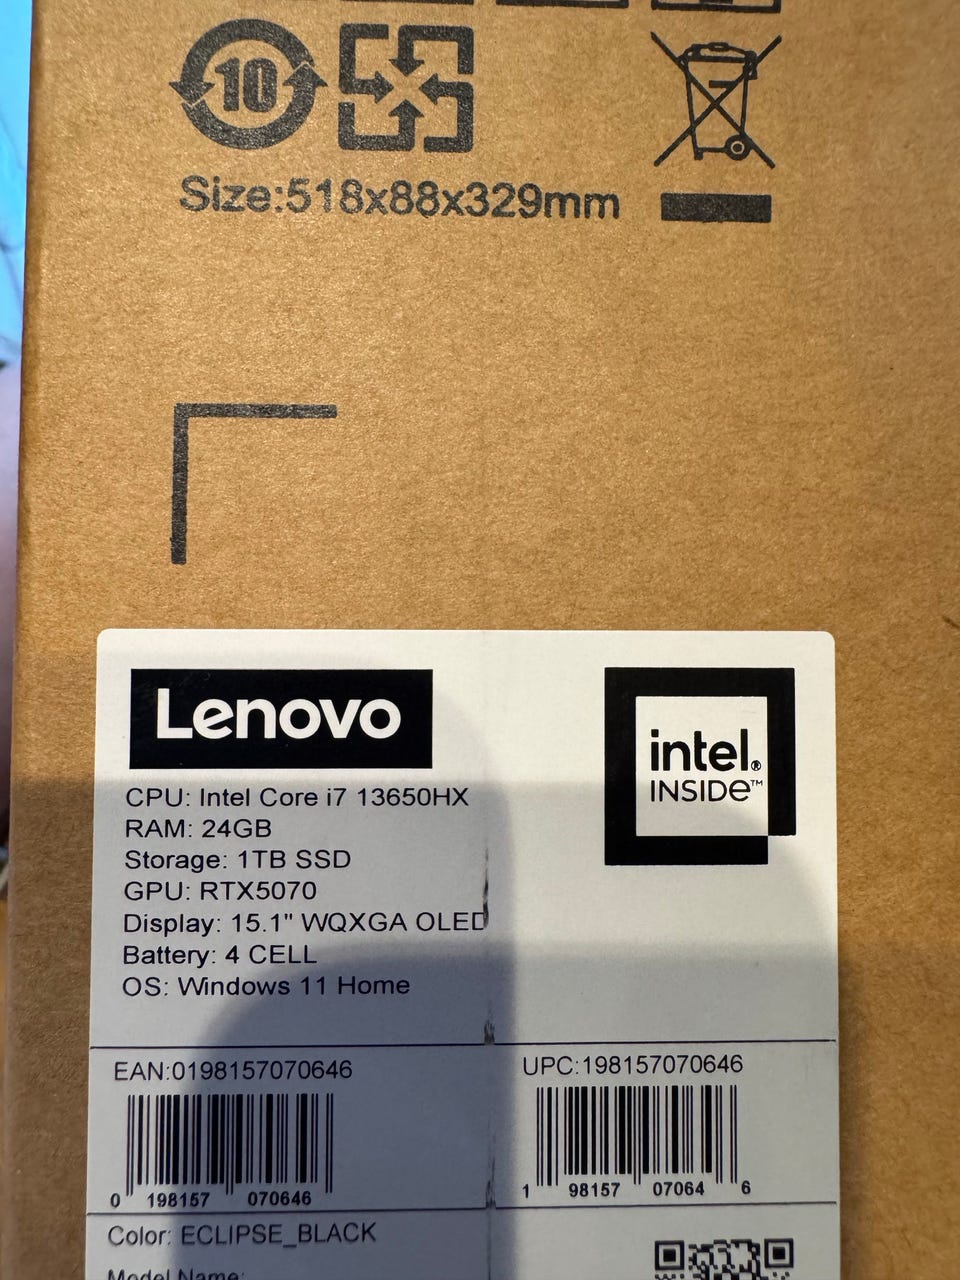 10
Size:518x88x329mm
Lenovo
intel®
INSIDE™
CPU: Intel Core i7 13650HX
RAM: 24GB
Storage: 1TB SSD
GPU: RTX5070
Display: 15.1" WQXGA OLED
Battery: 4 CELL
OS: Windows 11 Home
EAN:0198157070646
0 198157 070646
UPC:198157070646
1 98157 07064 6
Color: ECLIPSE_BLACK
Model Name: